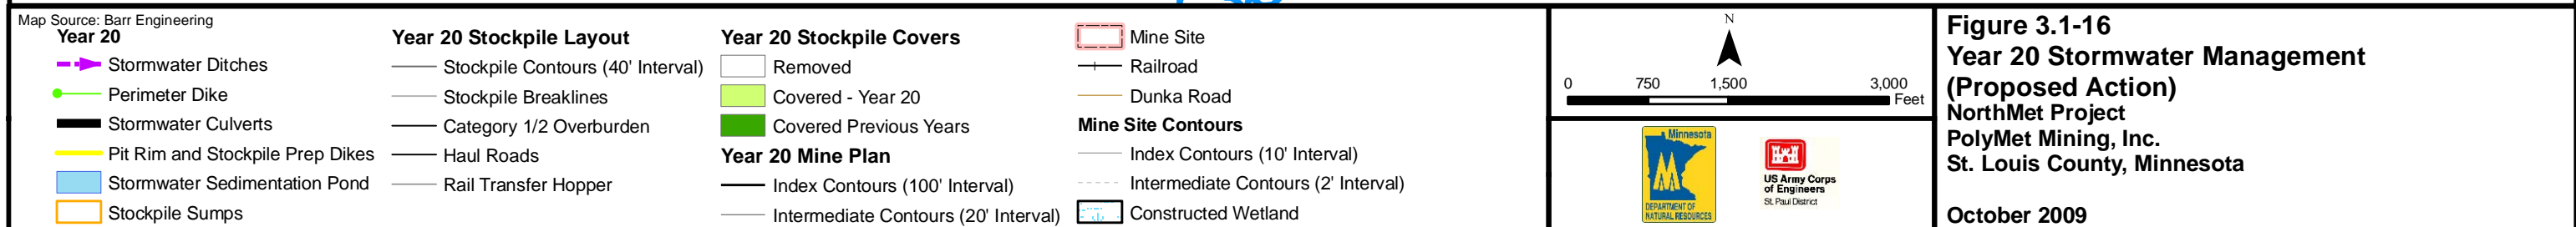 Map Source: Barr Engineering
Year 20
Stormwater Ditches
Perimeter Dike
Stormwater Culverts
Pit Rim and Stockpile Prep Dikes
Stormwater Sedimentation Pond
Stockpile Sumps
Year 20 Stockpile Layout
Stockpile Contours (40' Interval)
Stockpile Breaklines
Category 1/2 Overburden
Haul Roads
Rail Transfer Hopper
Year 20 Stockpile Covers
Removed
Covered - Year 20
Covered Previous Years
Year 20 Mine Plan
Index Contours (100' Interval)
Intermediate Contours (20' Interval)
Mine Site
Railroad
Dunka Road
Mine Site Contours
Index Contours (10' Interval)
Intermediate Contours (2' Interval)
Constructed Wetland
N
0 750 1,500 3,000
Feet
Minnesota
DEPARTMENT OF
NATURAL RESOURCES
US Army Corps
of Engineers
St. Paul District
Figure 3.1-16
Year 20 Stormwater Management
(Proposed Action)
NorthMet Project
PolyMet Mining, Inc.
St. Louis County, Minnesota
October 2009